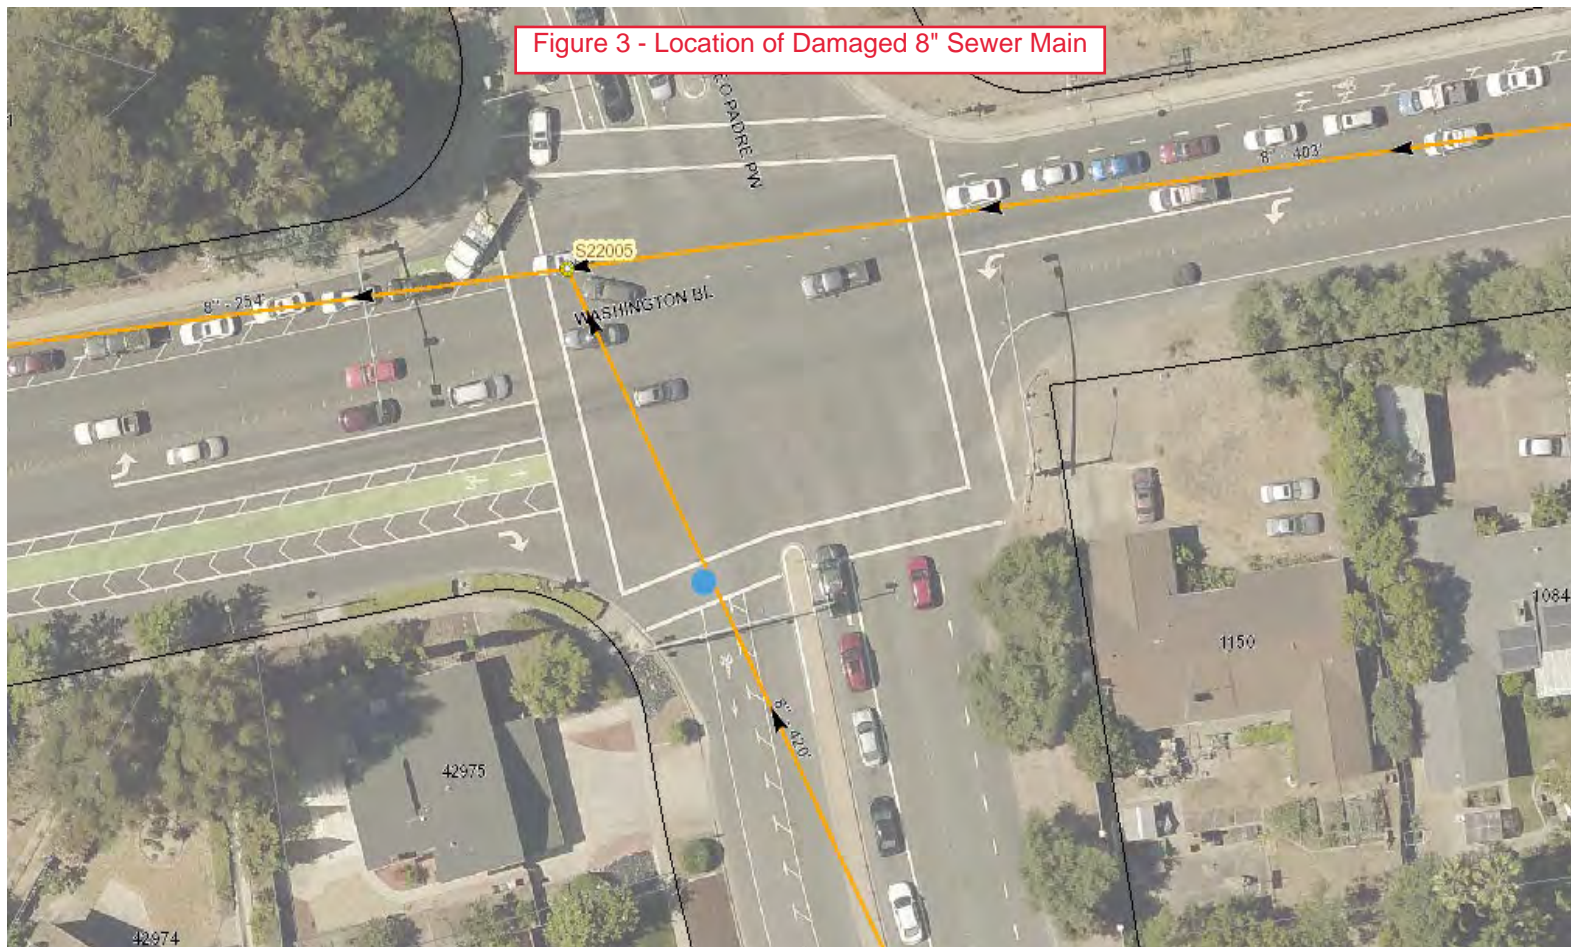 Figure 3 - Location of Damaged 8" Sewer Main
EO PADRE PW
8" - 403'
S22005
WASHINGTON BL
8" - 254'
1084
1150
8" - 420'
42975
42974